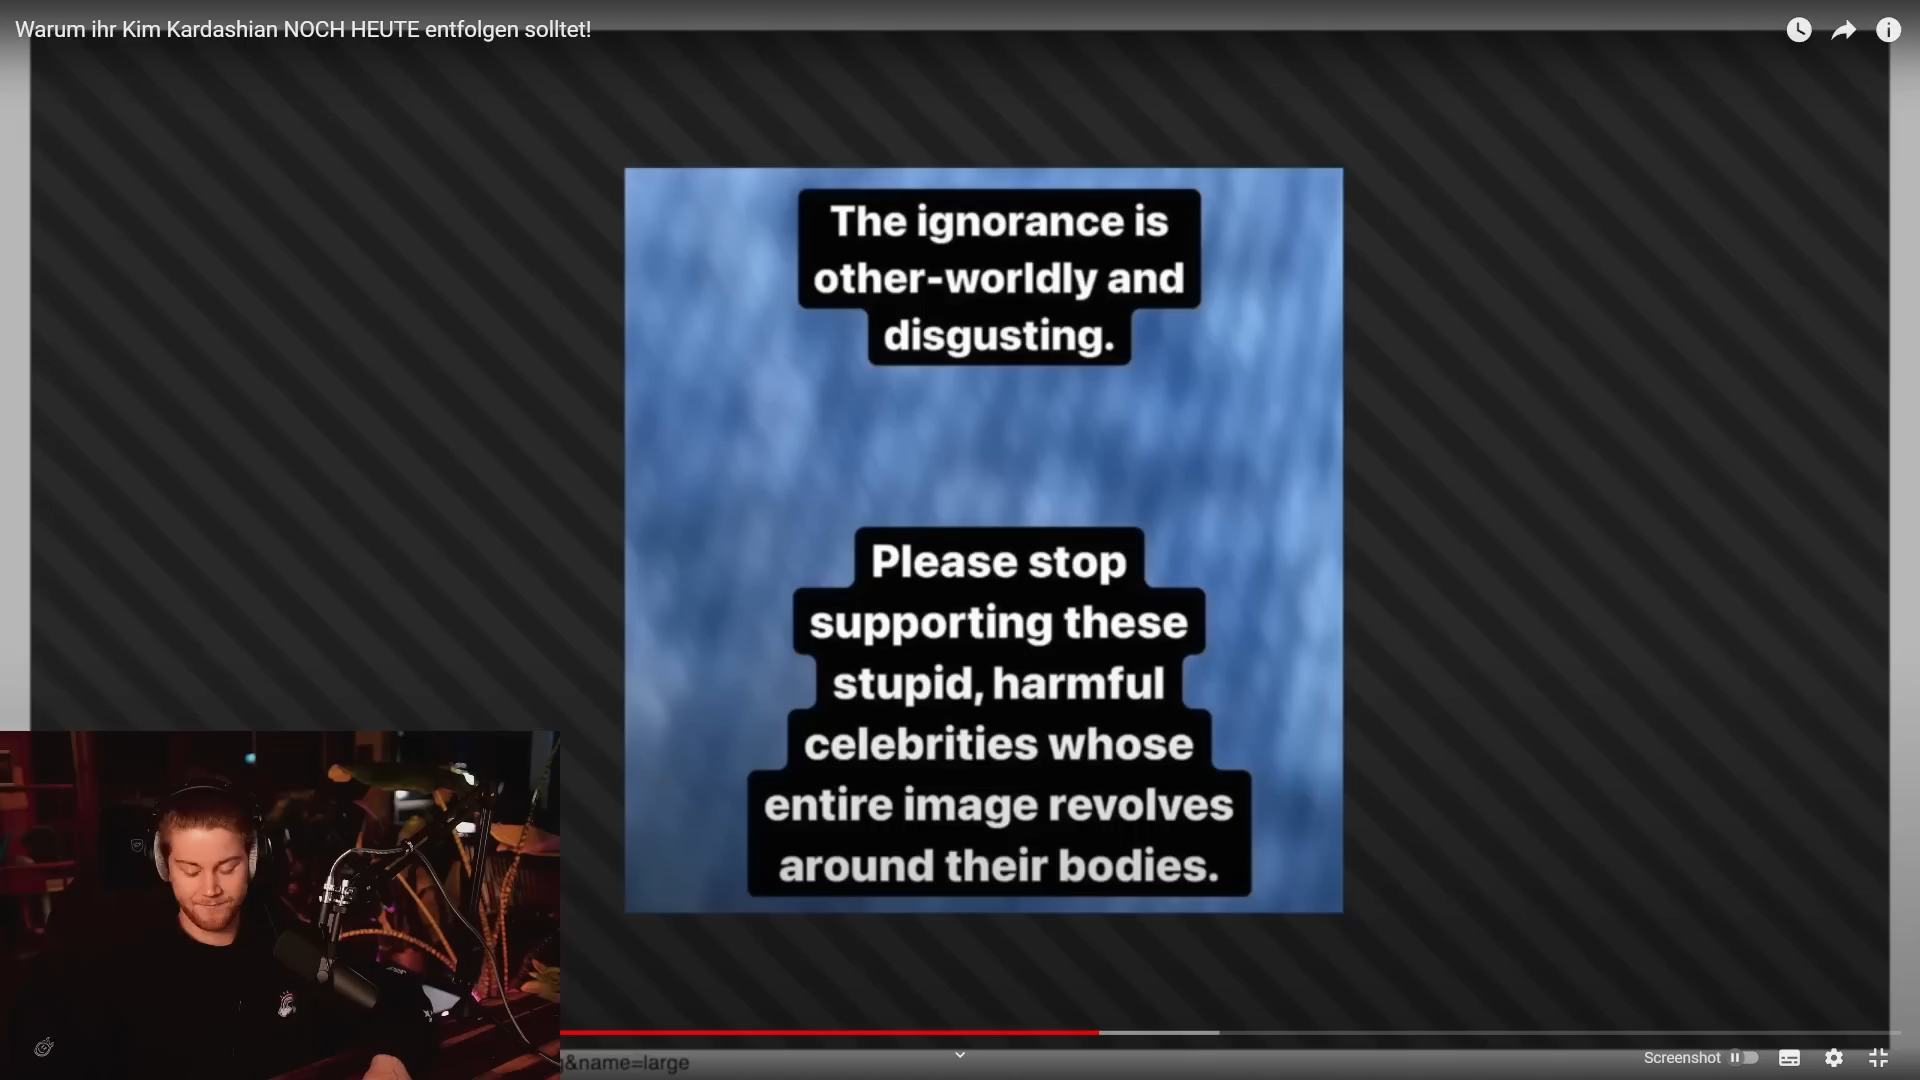 Warum ihr Kim Kardashian NOCH HEUTE entfolgen solltet!
The ignorance is
other-worldly and
disgusting.
Please stop
supporting these
stupid, harmful
celebrities whose
entire image revolves
around their bodies.
&name=large
Screenshot